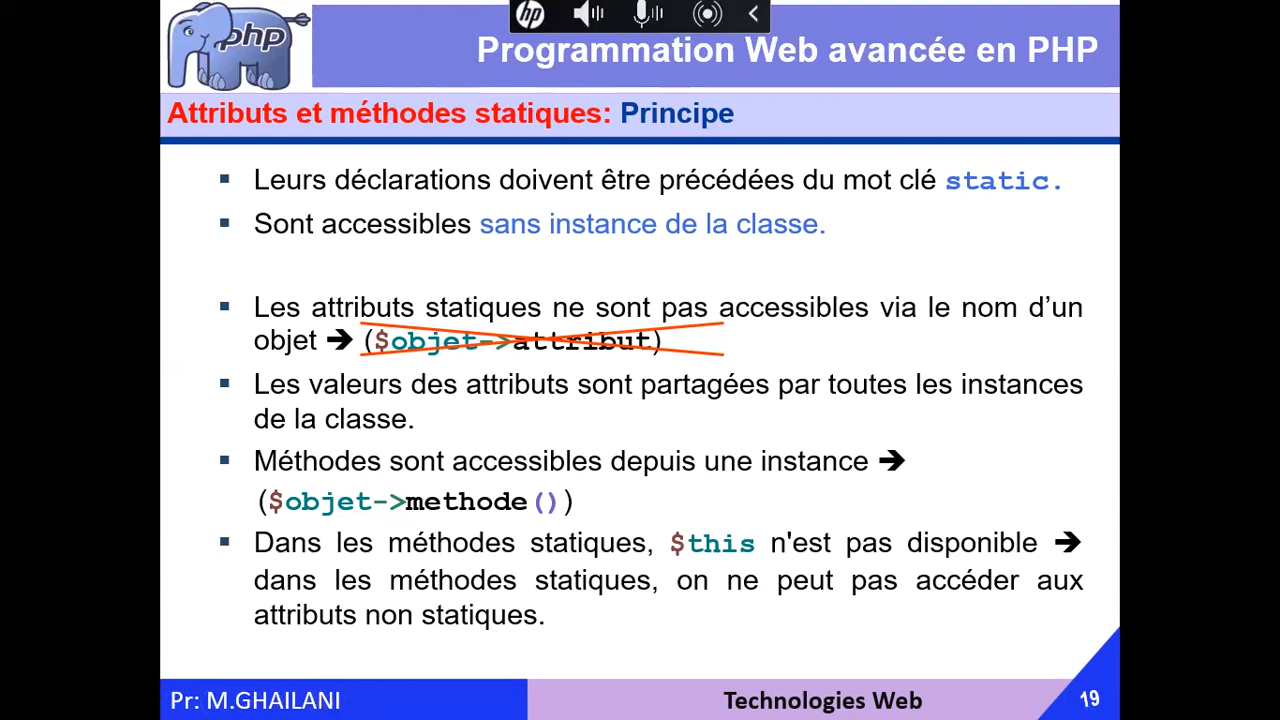 php
hp
Programmation Web avancée en PHP
Attributs et méthodes statiques: Principe
▪ Leurs déclarations doivent être précédées du mot clé static.
▪ Sont accessibles sans instance de la classe.
▪ Les attributs statiques ne sont pas accessibles via le nom d’un
objet ➔ ($objet->attribut)
▪ Les valeurs des attributs sont partagées par toutes les instances
de la classe.
▪ Méthodes sont accessibles depuis une instance ➔
($objet->methode())
▪ Dans les méthodes statiques, $this n'est pas disponible ➔
dans les méthodes statiques, on ne peut pas accéder aux
attributs non statiques.
Pr: M.GHAILANI
Technologies Web
19